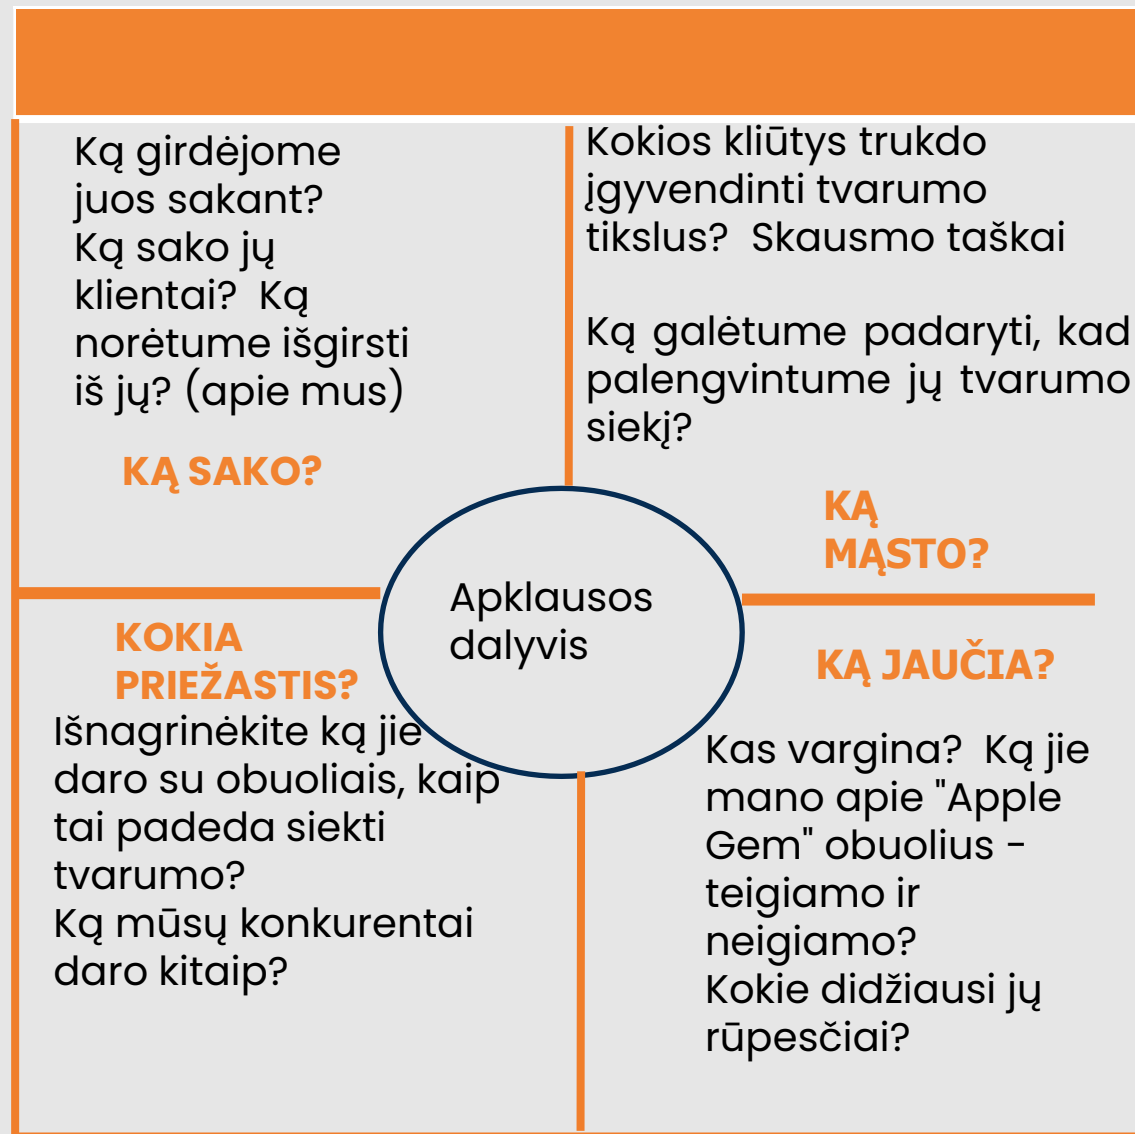 Ką girdėjome
juos sakant?
Ką sako jų
klientai?  Ką
norėtume išgirsti
iš jų? (apie mus)
KĄ SAKO?
Kokios kliūtys trukdo
įgyvendinti tvarumo
tikslus?  Skausmo taškai
Ką galėtume padaryti, kad
palengvintume jų tvarumo
siekį?
KĄ
MĄSTO?
Apklausos
dalyvis
KOKIA
PRIEŽASTIS?
Išnagrinėkite ką jie
daro su obuoliais, kaip
tai padeda siekti
tvarumo?
Ką mūsų konkurentai
daro kitaip?
KĄ JAUČIA?
Kas vargina?  Ką jie
mano apie "Apple
Gem" obuolius -
teigiamo ir
neigiamo?
Kokie didžiausi jų
rūpesčiai?